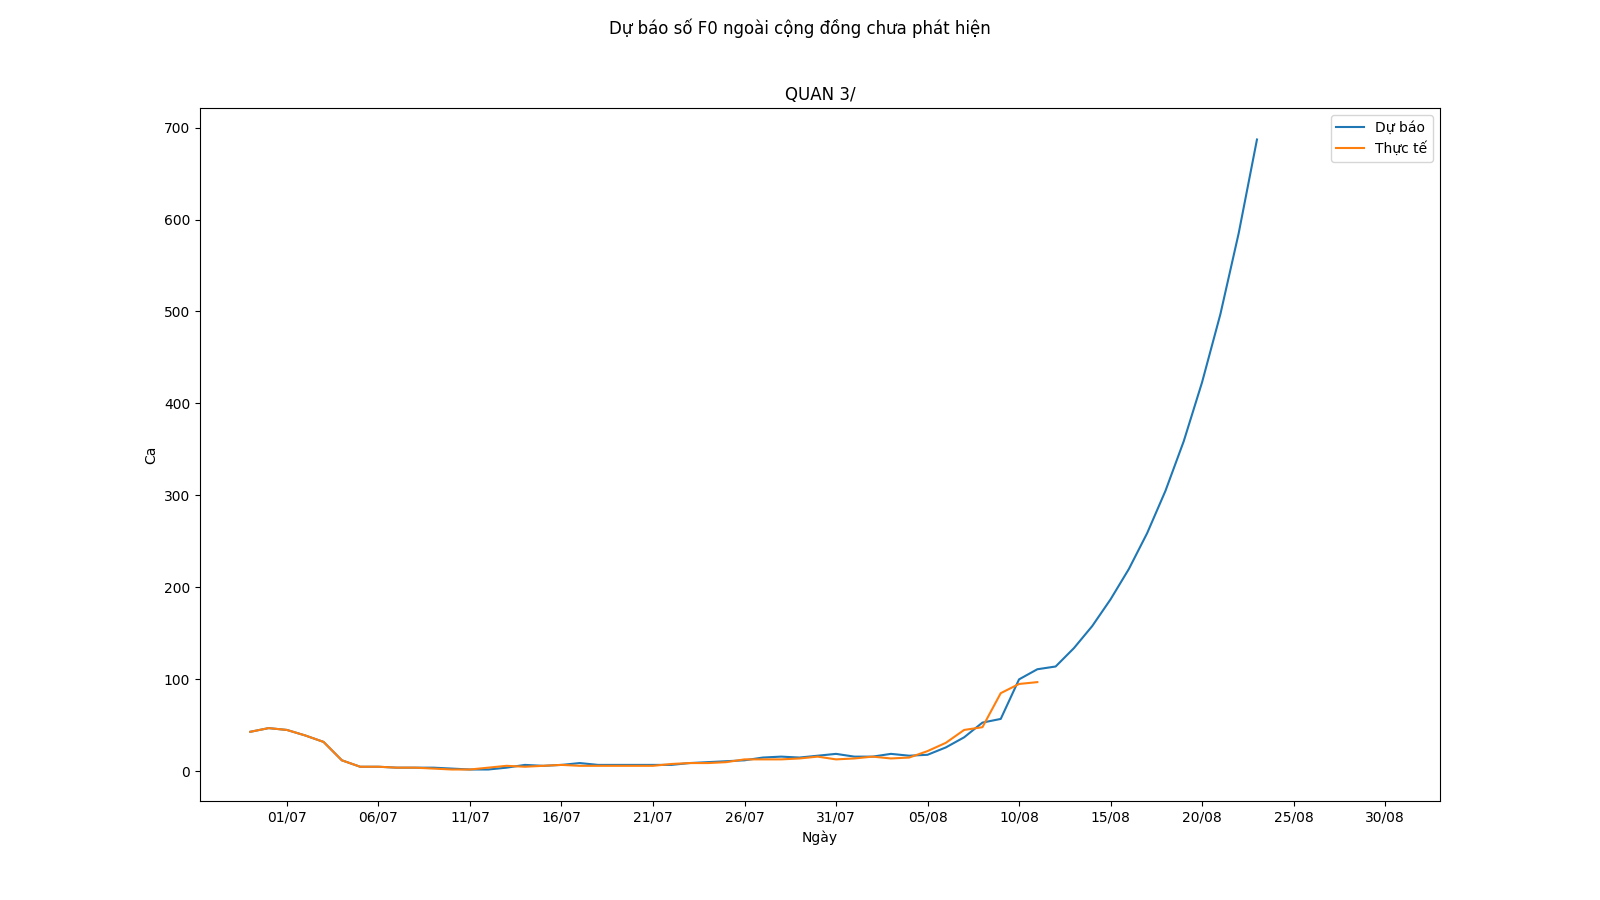 Dự báo số F0 ngoài cộng đồng chưa phát hiện
QUAN 3/
Dự báo
Thực tế
700
600
500
400
300
200
100
0
Ca
01/07 06/07 11/07 16/07 21/07 26/07 31/07 05/08 10/08 15/08 20/08 25/08 30/08
Ngày